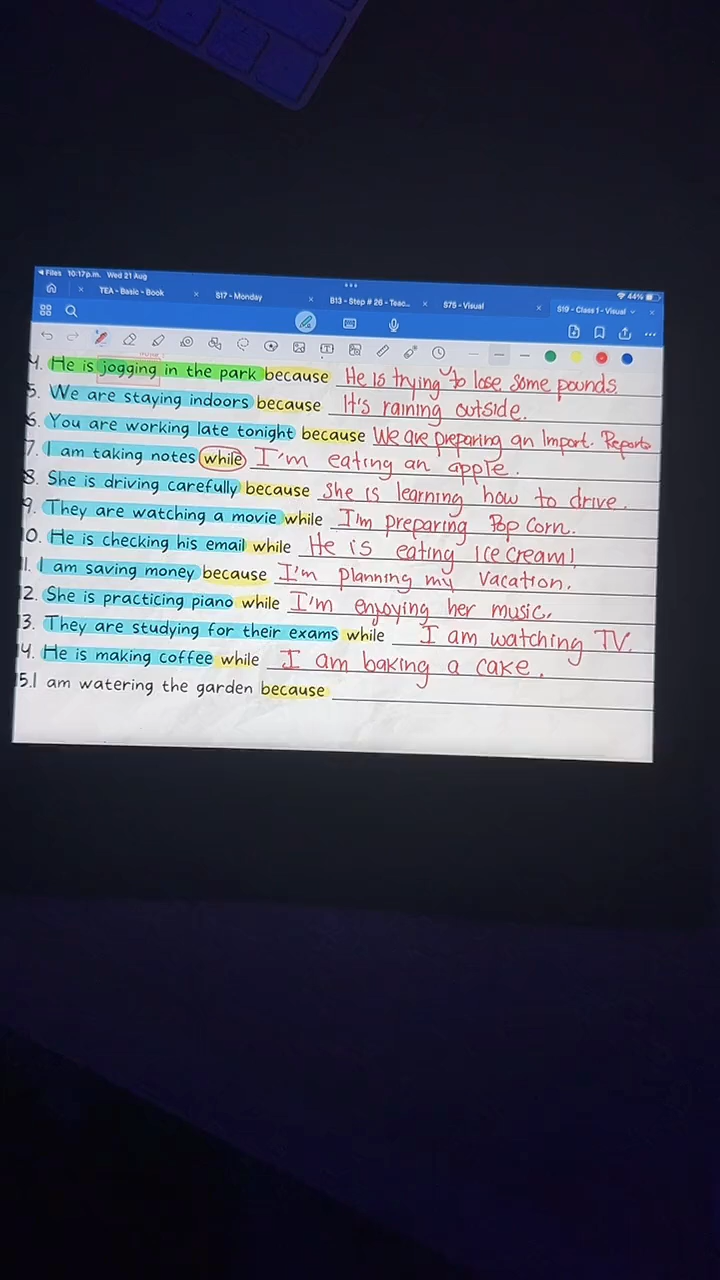 Files 10:17p.m. Wed 21 Aug
44%
TEA - Basic - Book
S17 - Monday
B13 - Step # 26 - Teac...
S75 - Visual
S19 - Class 1 - Visual
4. He is jogging in the park because He is trying to lose some pounds.
5. We are staying indoors because It's raining outside.
6. You are working late tonight because We are preparing an Import. Reports
7. I am taking notes while I'm eating an apple.
8. She is driving carefully because she is learning how to drive.
9. They are watching a movie while I'm preparing Pop Corn.
10. He is checking his email while He is eating Ice Cream!
11. I am saving money because I'm planning my vacation.
12. She is practicing piano while I'm enjoying her music.
13. They are studying for their exams while I am watching TV.
14. He is making coffee while I am baking a cake.
15.I am watering the garden because